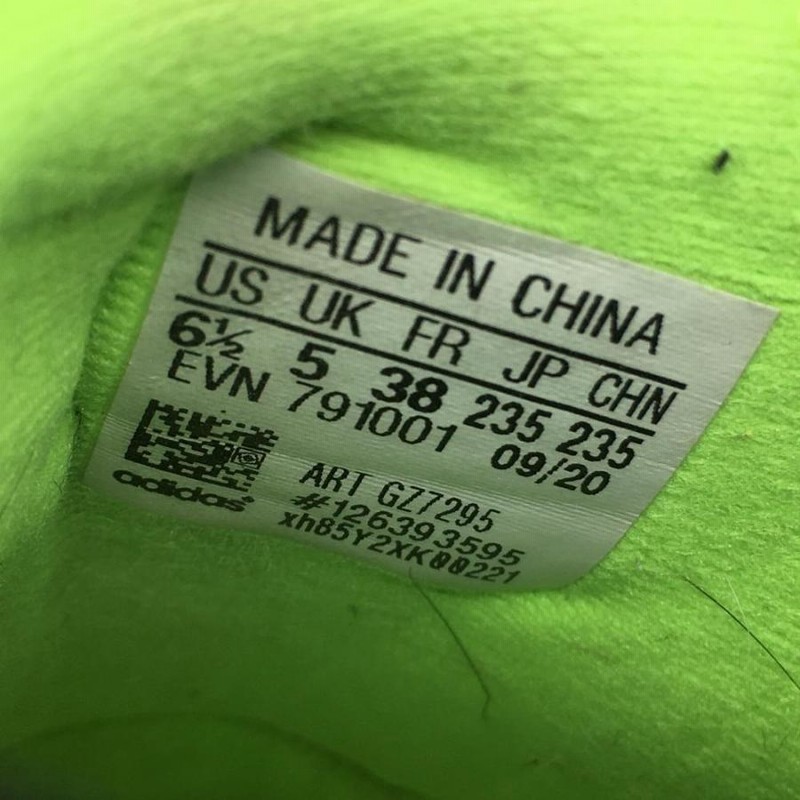 MADE IN CHINA
US UK FR JP CHN
6½ 5 38 235 235
EVN 791001 09/20
adidas
ART GZ7295
#126393595
xh85Y2XK00221